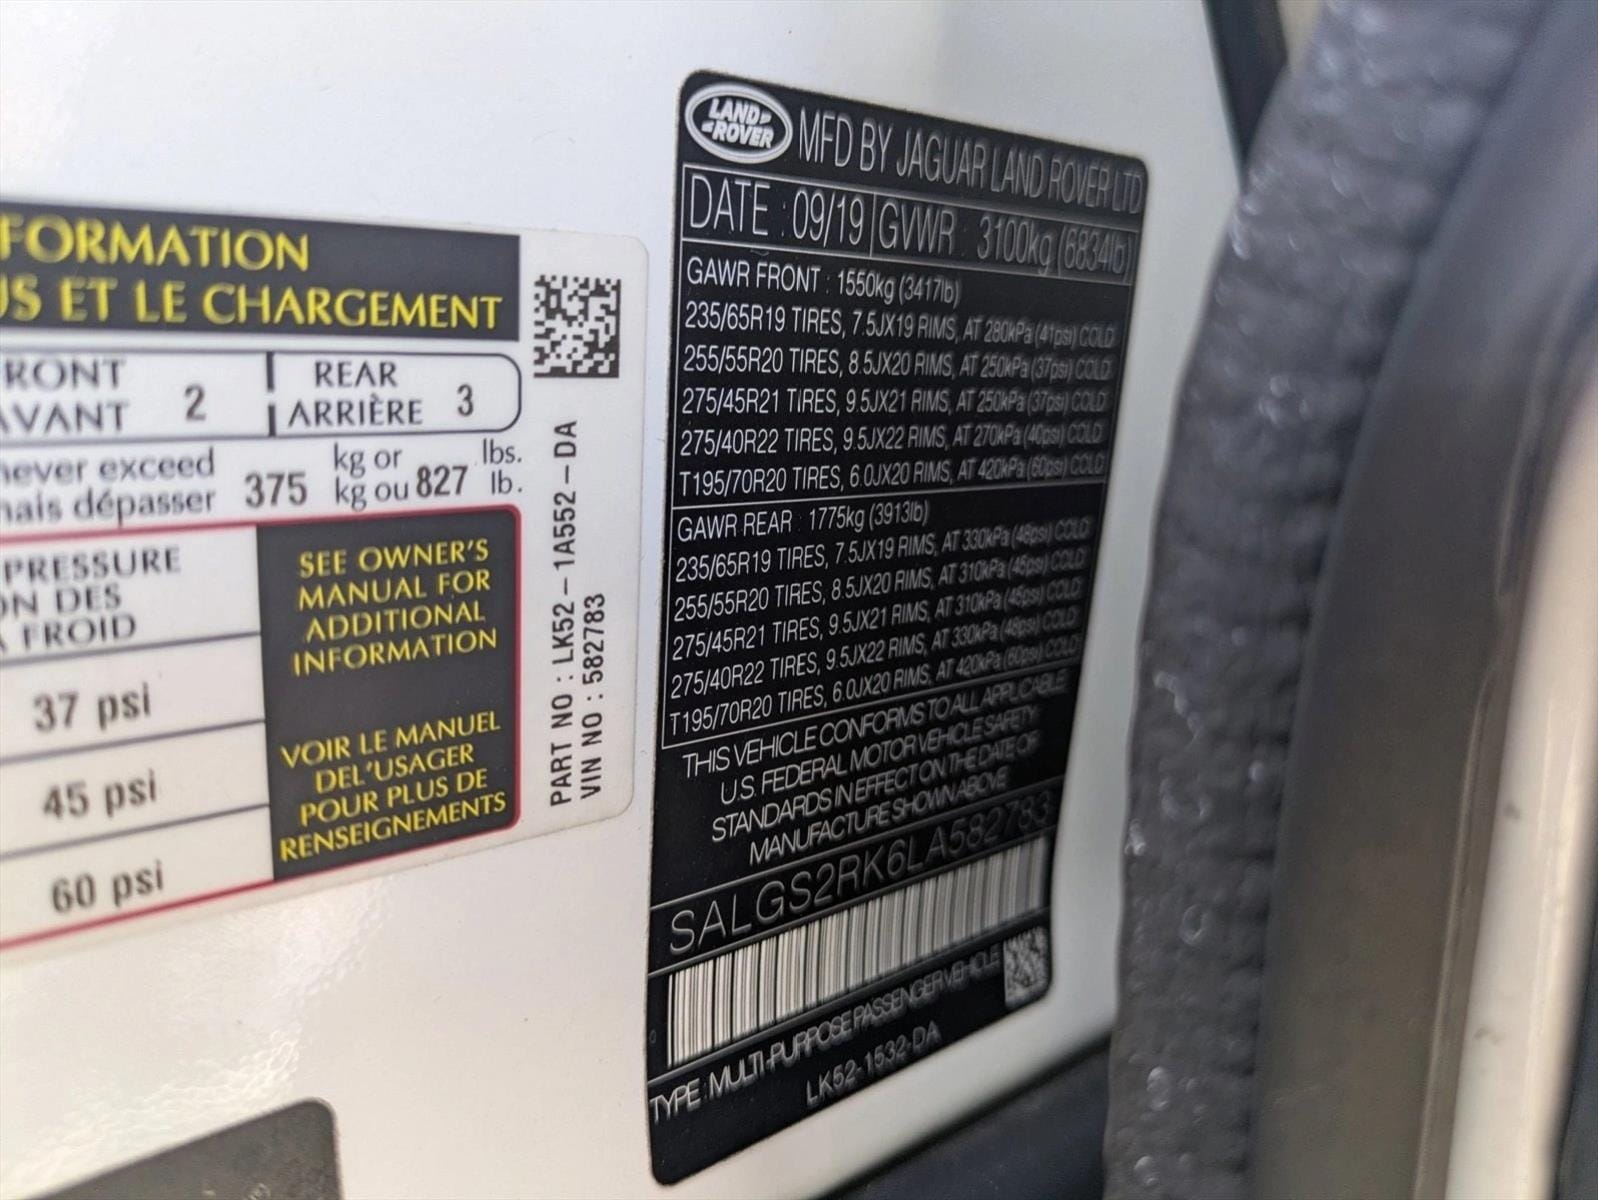 FORMATION
US ET LE CHARGEMENT
RONT
AVANT
2
REAR
ARRIÈRE
3
never exceed
mais dépasser
375
kg or
kg ou
827
lbs.
lb.
PRESSURE
ON DES
À FROID
37 psi
45 psi
60 psi
SEE OWNER'S
MANUAL FOR
ADDITIONAL
INFORMATION
VOIR LE MANUEL
DEL'USAGER
POUR PLUS DE
RENSEIGNEMENTS
PART NO : LK52-1A552-DA
VIN NO : 582783
LAND
ROVER
MFD BY JAGUAR LAND ROVER LTD
DATE : 09/19 GVWR : 3100kg (6834lb)
GAWR FRONT : 1550kg (3417lb)
235/65R19 TIRES, 7.5JX19 RIMS, AT 280kPa (41psi) COLD
255/55R20 TIRES, 8.5JX20 RIMS, AT 250kPa (37psi) COLD
275/45R21 TIRES, 9.5JX21 RIMS, AT 250kPa (37psi) COLD
275/40R22 TIRES, 9.5JX22 RIMS, AT 270kPa (40psi) COLD
T195/70R20 TIRES, 6.0JX20 RIMS, AT 420kPa (60psi) COLD
GAWR REAR : 1775kg (3913lb)
235/65R19 TIRES, 7.5JX19 RIMS, AT 330kPa (48psi) COLD
255/55R20 TIRES, 8.5JX20 RIMS, AT 310kPa (45psi) COLD
275/45R21 TIRES, 9.5JX21 RIMS, AT 310kPa (45psi) COLD
275/40R22 TIRES, 9.5JX22 RIMS, AT 330kPa (48psi) COLD
T195/70R20 TIRES, 6.0JX20 RIMS, AT 420kPa (60psi) COLD
THIS VEHICLE CONFORMS TO ALL APPLICABLE
U.S. FEDERAL MOTOR VEHICLE SAFETY
STANDARDS IN EFFECT ON THE DATE OF
MANUFACTURE SHOWN ABOVE
SALGS2RK6LA582783
TYPE : MULTI-PURPOSE PASSENGER VEHICLE
LK52-1532-DA